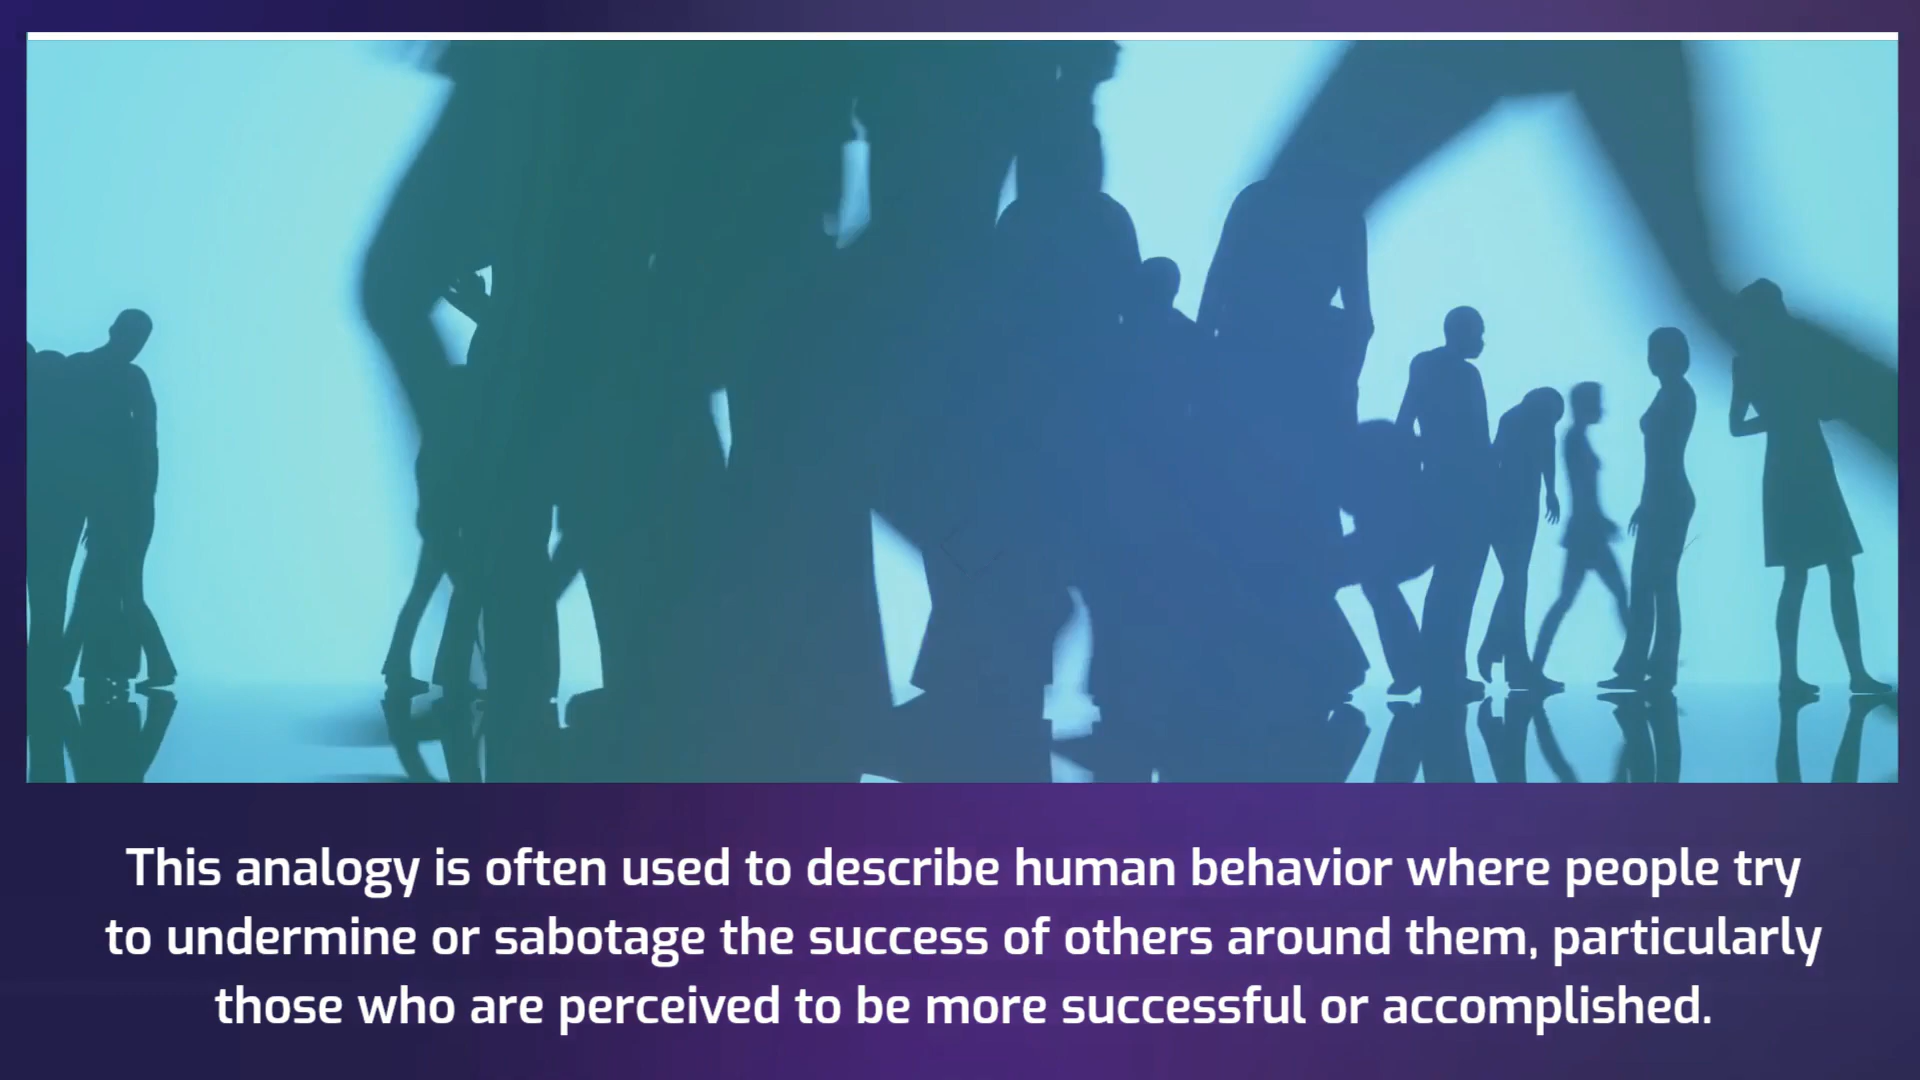 This analogy is often used to describe human behavior where people try
to undermine or sabotage the success of others around them, particularly
those who are perceived to be more successful or accomplished.